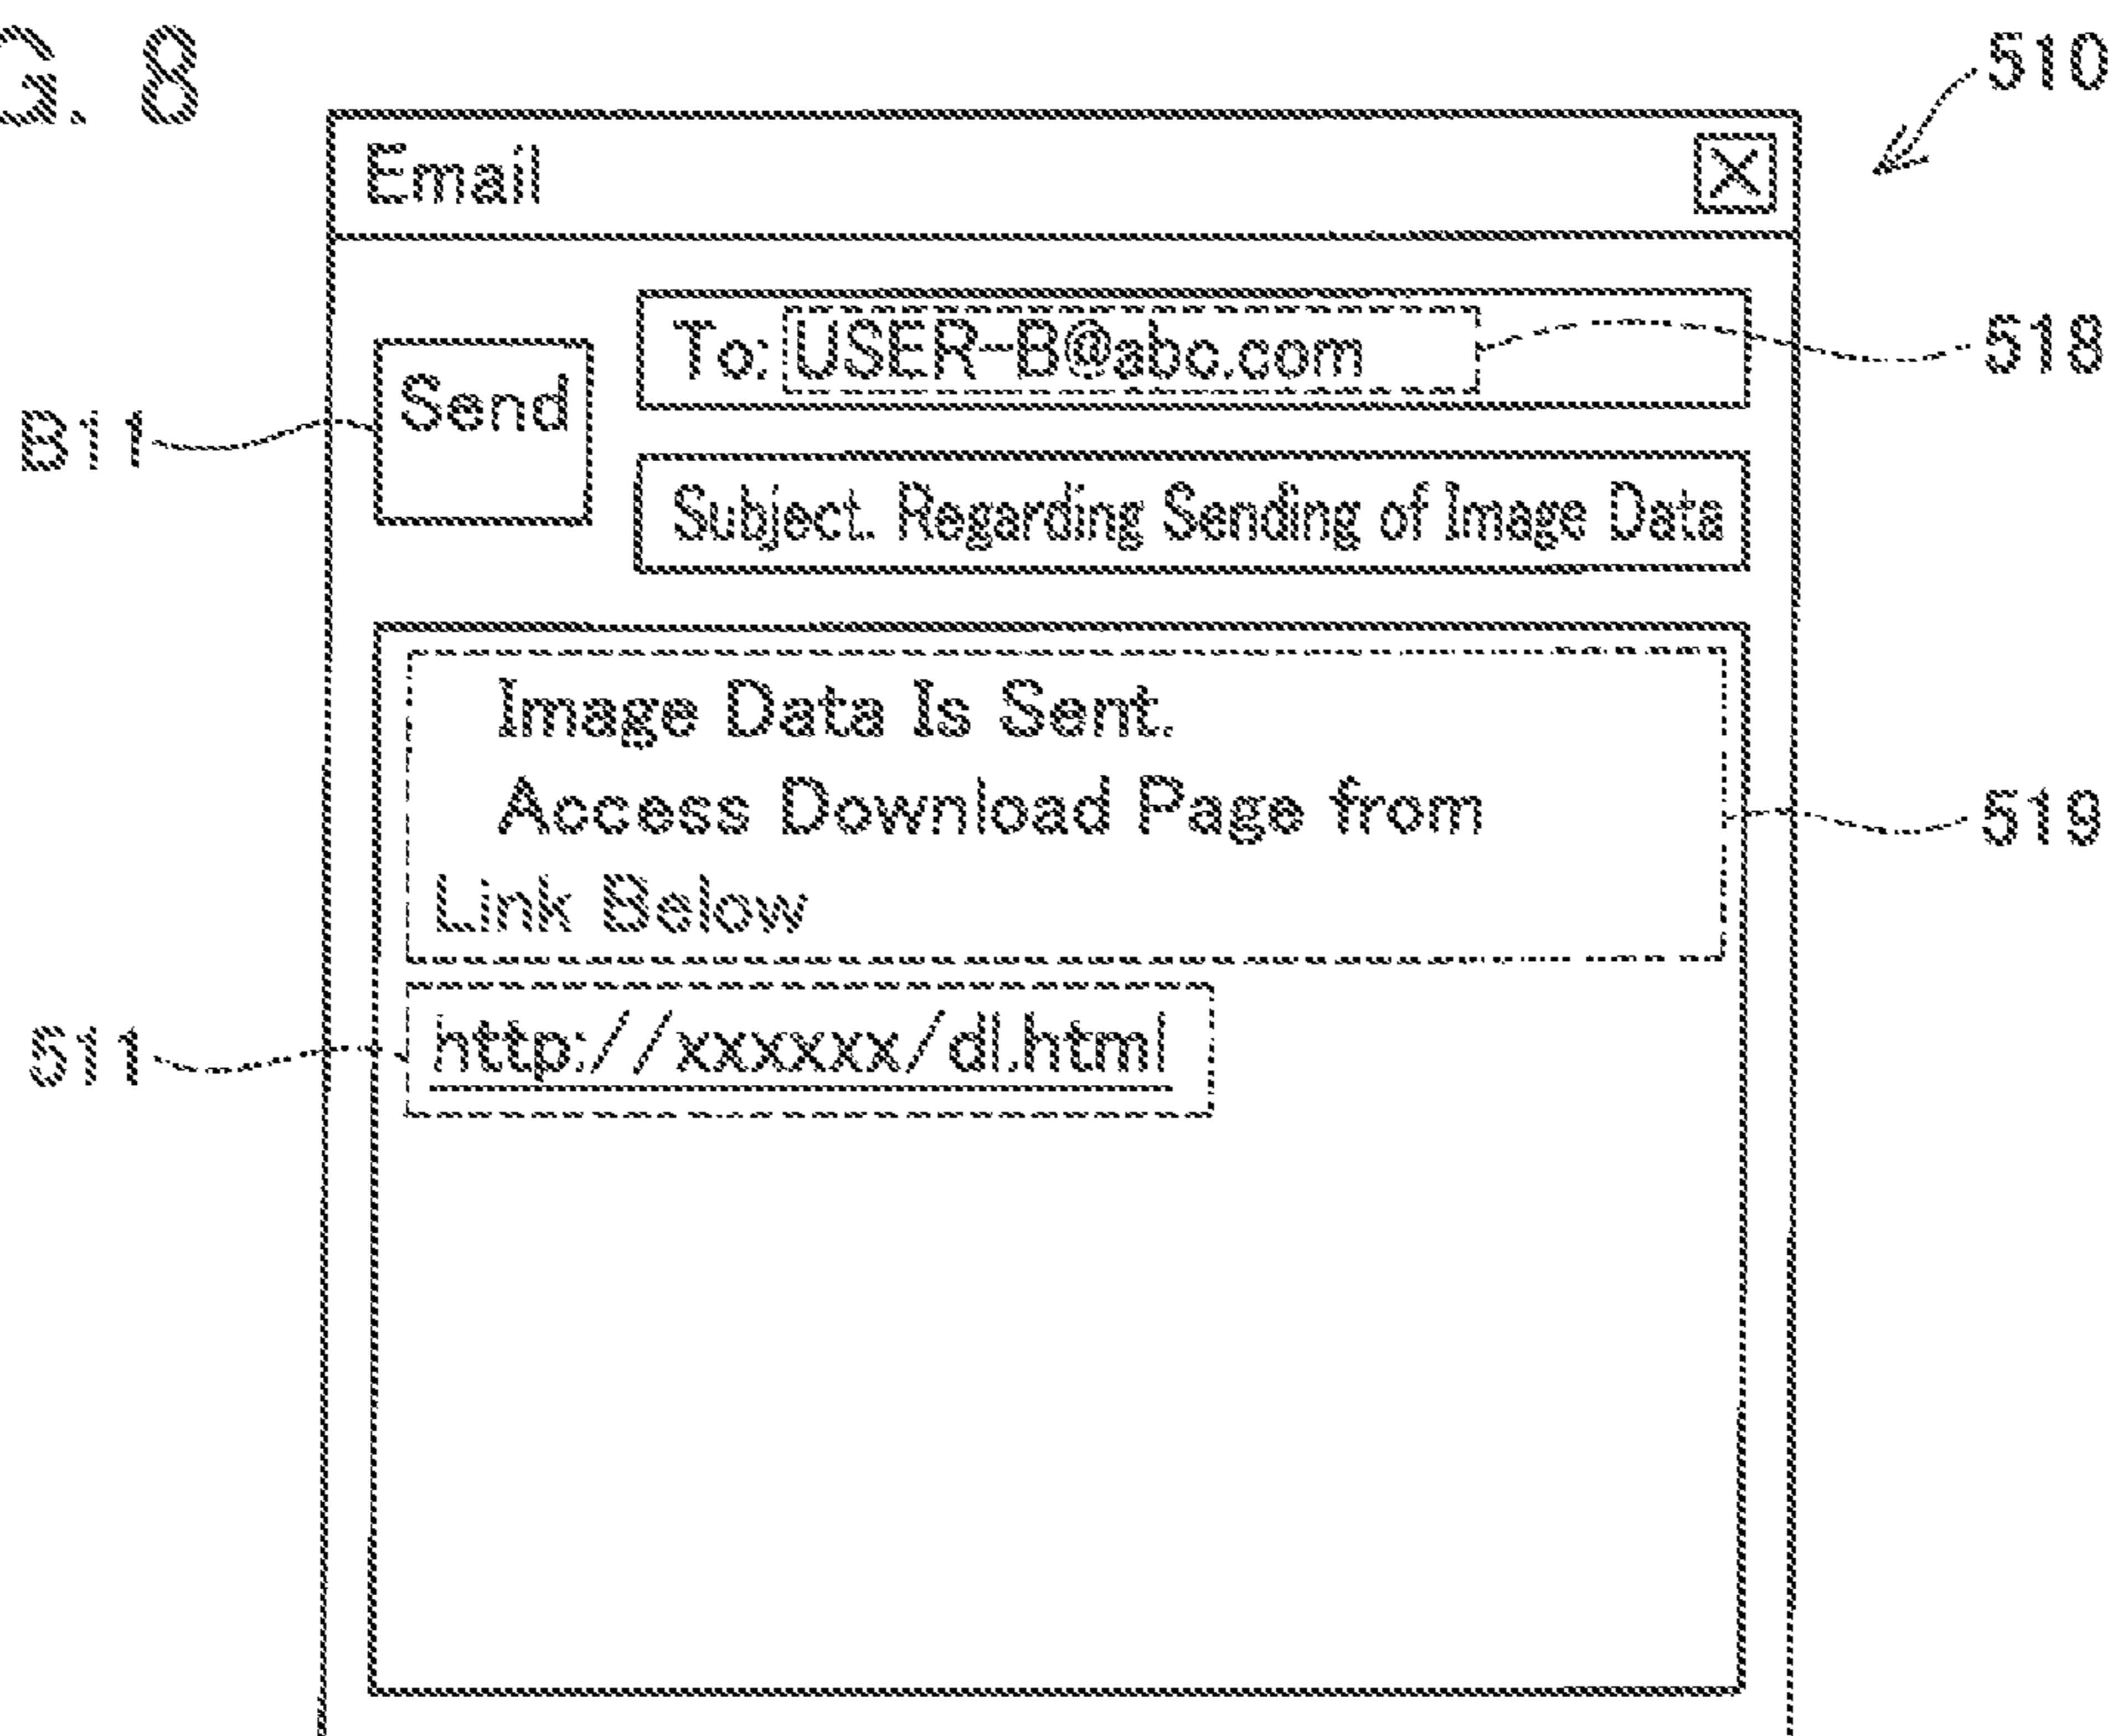 G. 8
510
Email
To: USER-B@abc.com
518
Send
B11
Subject. Regarding Sending of Image Data
Image Data Is Sent.
Access Download Page from
519
Link Below
511
http://xxxxxx/dl.html